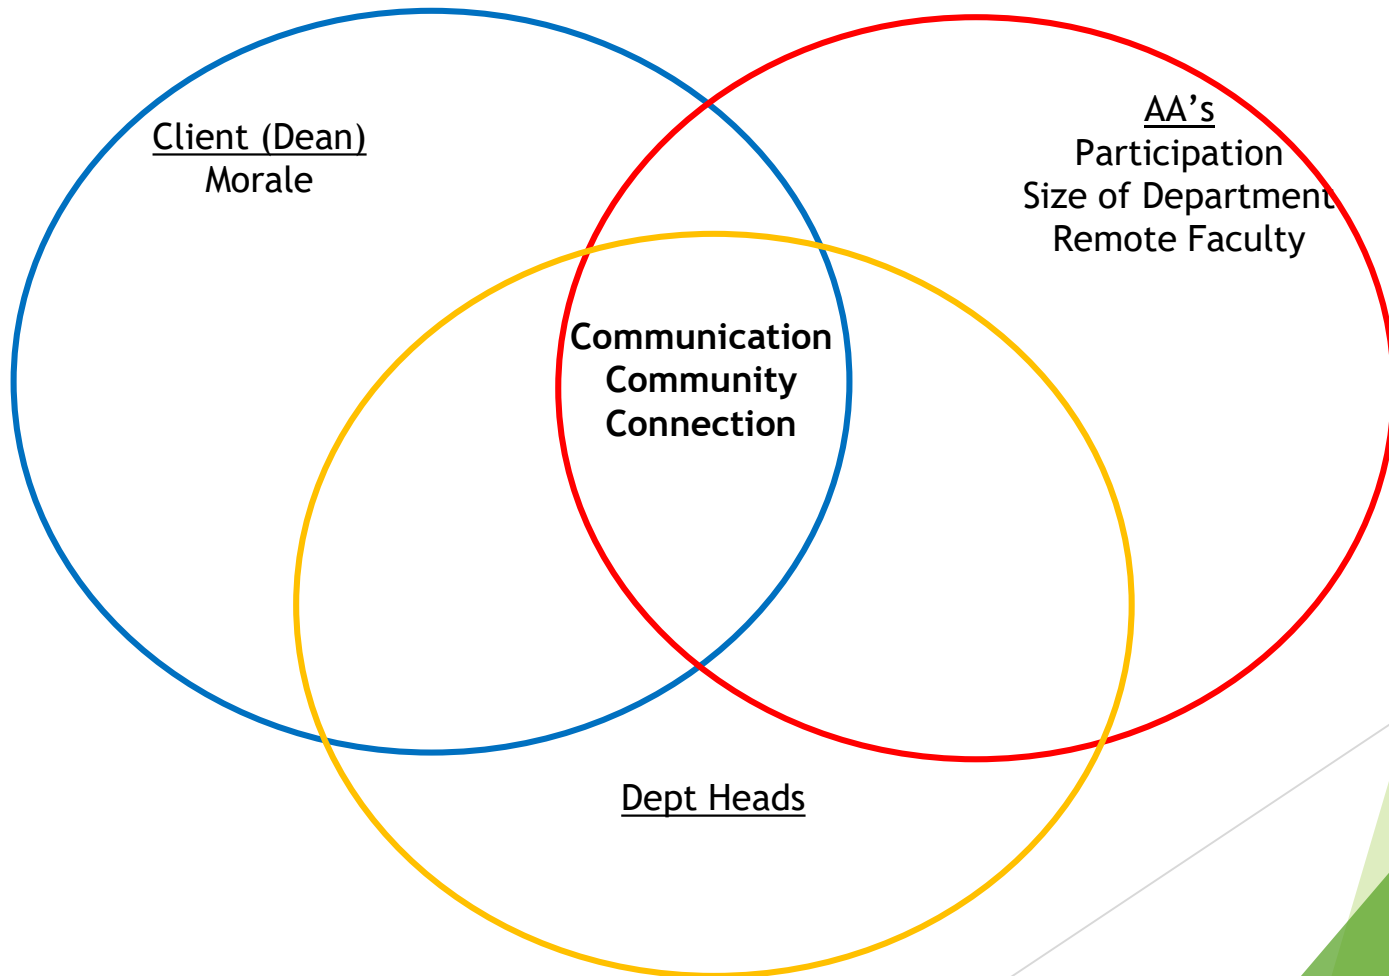 Client (Dean)
Morale
AA’s
Participation
Size of Department
Remote Faculty
Communication
Community
Connection
Dept Heads